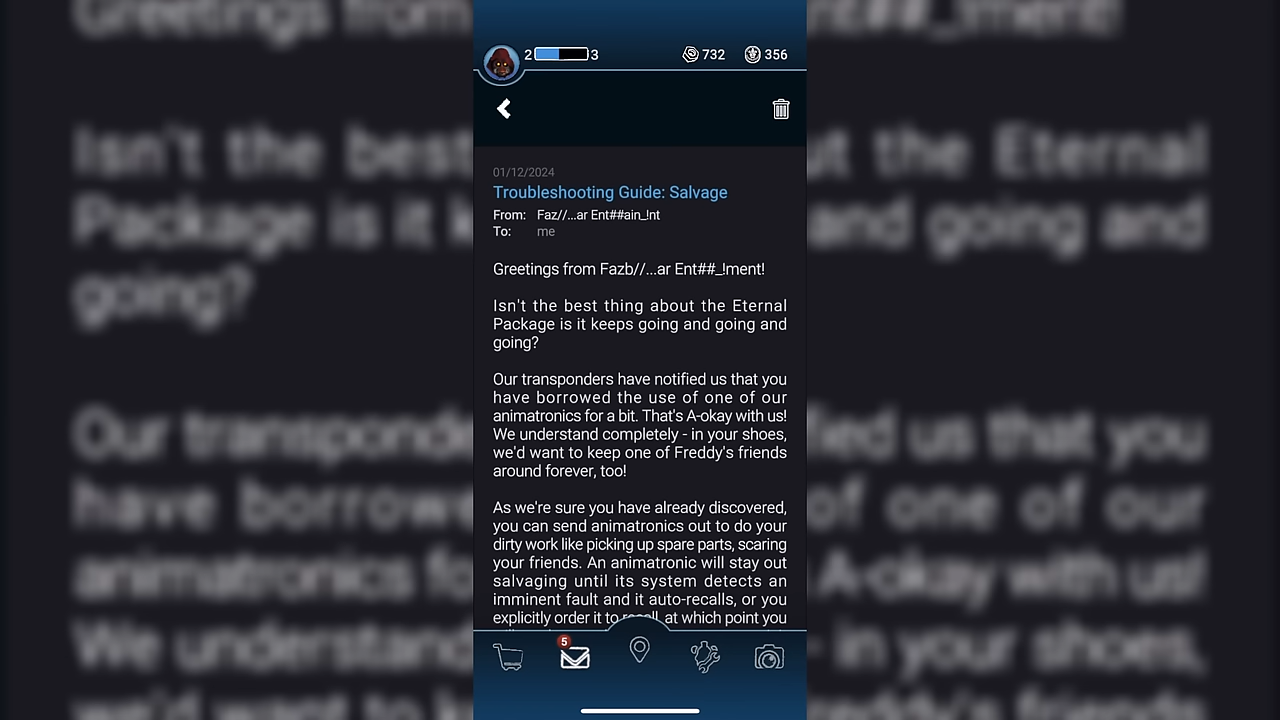 2 3 732 356
01/12/2024
Troubleshooting Guide: Salvage
From: Faz//...ar Ent##ain_!nt
To: me
Greetings from Fazb//...ar Ent##_!ment!
Isn't the best thing about the Eternal
Package is it keeps going and going and
going?
Our transponders have notified us that you
have borrowed the use of one of our
animatronics for a bit. That's A-okay with us!
We understand completely - in your shoes,
we'd want to keep one of Freddy's friends
around forever, too!
As we're sure you have already discovered,
you can send animatronics out to do your
dirty work like picking up spare parts, scaring
your friends. An animatronic will stay out
salvaging until its system detects an
imminent fault and it auto-recalls, or you
explicitly order it to recall, at which point you
5